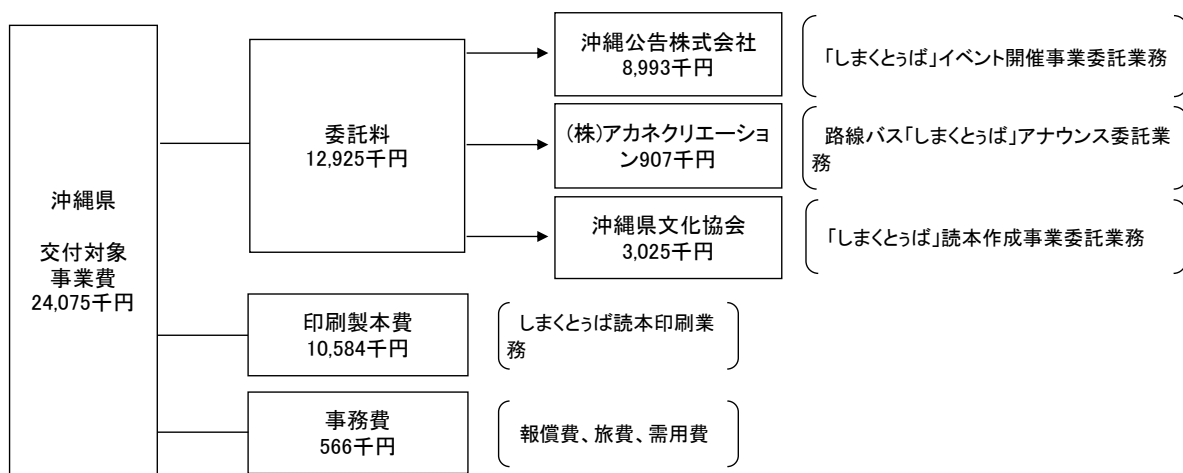 沖縄県
交付対象
事業費
24,075千円
委託料
12,925千円
沖縄公告株式会社
8,993千円
「しまくとぅば」イベント開催事業委託業務
(株)アカネクリエーショ
ン907千円
路線バス「しまくとぅば」アナウンス委託業
務
沖縄県文化協会
3,025千円
「しまくとぅば」読本作成事業委託業務
印刷製本費
10,584千円
しまくとぅば読本印刷業
務
事務費
566千円
報償費、旅費、需用費